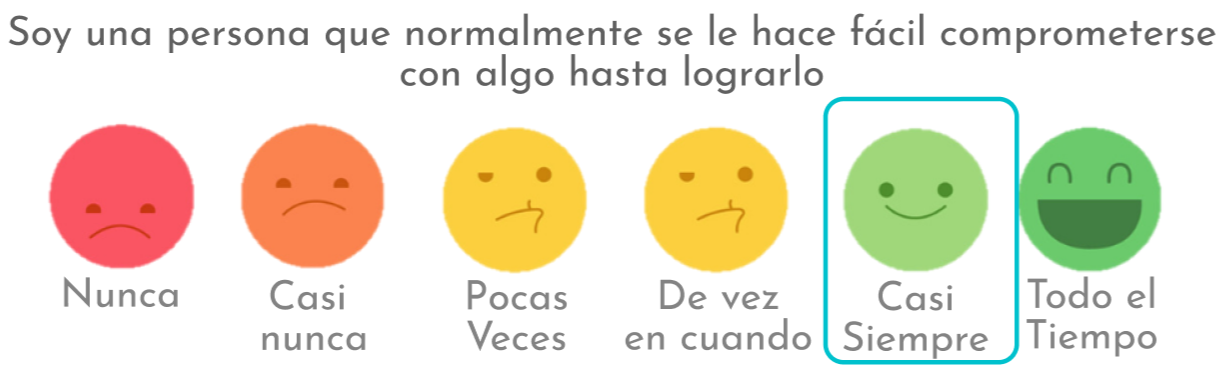 Soy una persona que normalmente se le hace fácil comprometerse
con algo hasta lograrlo
Nunca
Casi
nunca
Pocas
Veces
De vez
en cuando
Casi
Siempre
Todo el
Tiempo